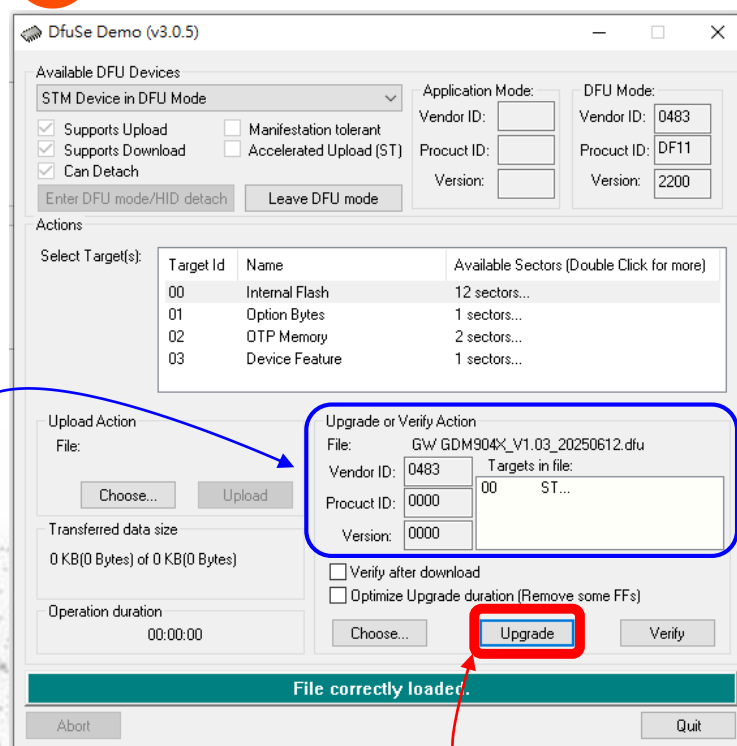 DfuSe Demo (v3.0.5)
Available DFU Devices
STM Device in DFU Mode
Supports Upload
Manifestation tolerant
Supports Download
Accelerated Upload (ST)
Can Detach
Enter DFU mode/HID detach
Leave DFU mode
Application Mode:
Vendor ID:
Procuct ID:
Version:
DFU Mode:
Vendor ID: 0483
Procuct ID: DF11
Version: 2200
Actions
Select Target(s):
Target Id Name Available Sectors (Double Click for more)
00 Internal Flash 12 sectors...
01 Option Bytes 1 sectors...
02 OTP Memory 2 sectors...
03 Device Feature 1 sectors...
Upload Action
File:
Choose... Upload
Transferred data size
0 KB(0 Bytes) of 0 KB(0 Bytes)
Operation duration
00:00:00
Upgrade or Verify Action
File: GW GDM904X_V1.03_20250612.dfu
Vendor ID: 0483
Procuct ID: 0000
Version: 0000
Targets in file:
00 ST...
Verify after download
Optimize Upgrade duration (Remove some FFs)
Choose... Upgrade Verify
File correctly loaded.
Abort Quit